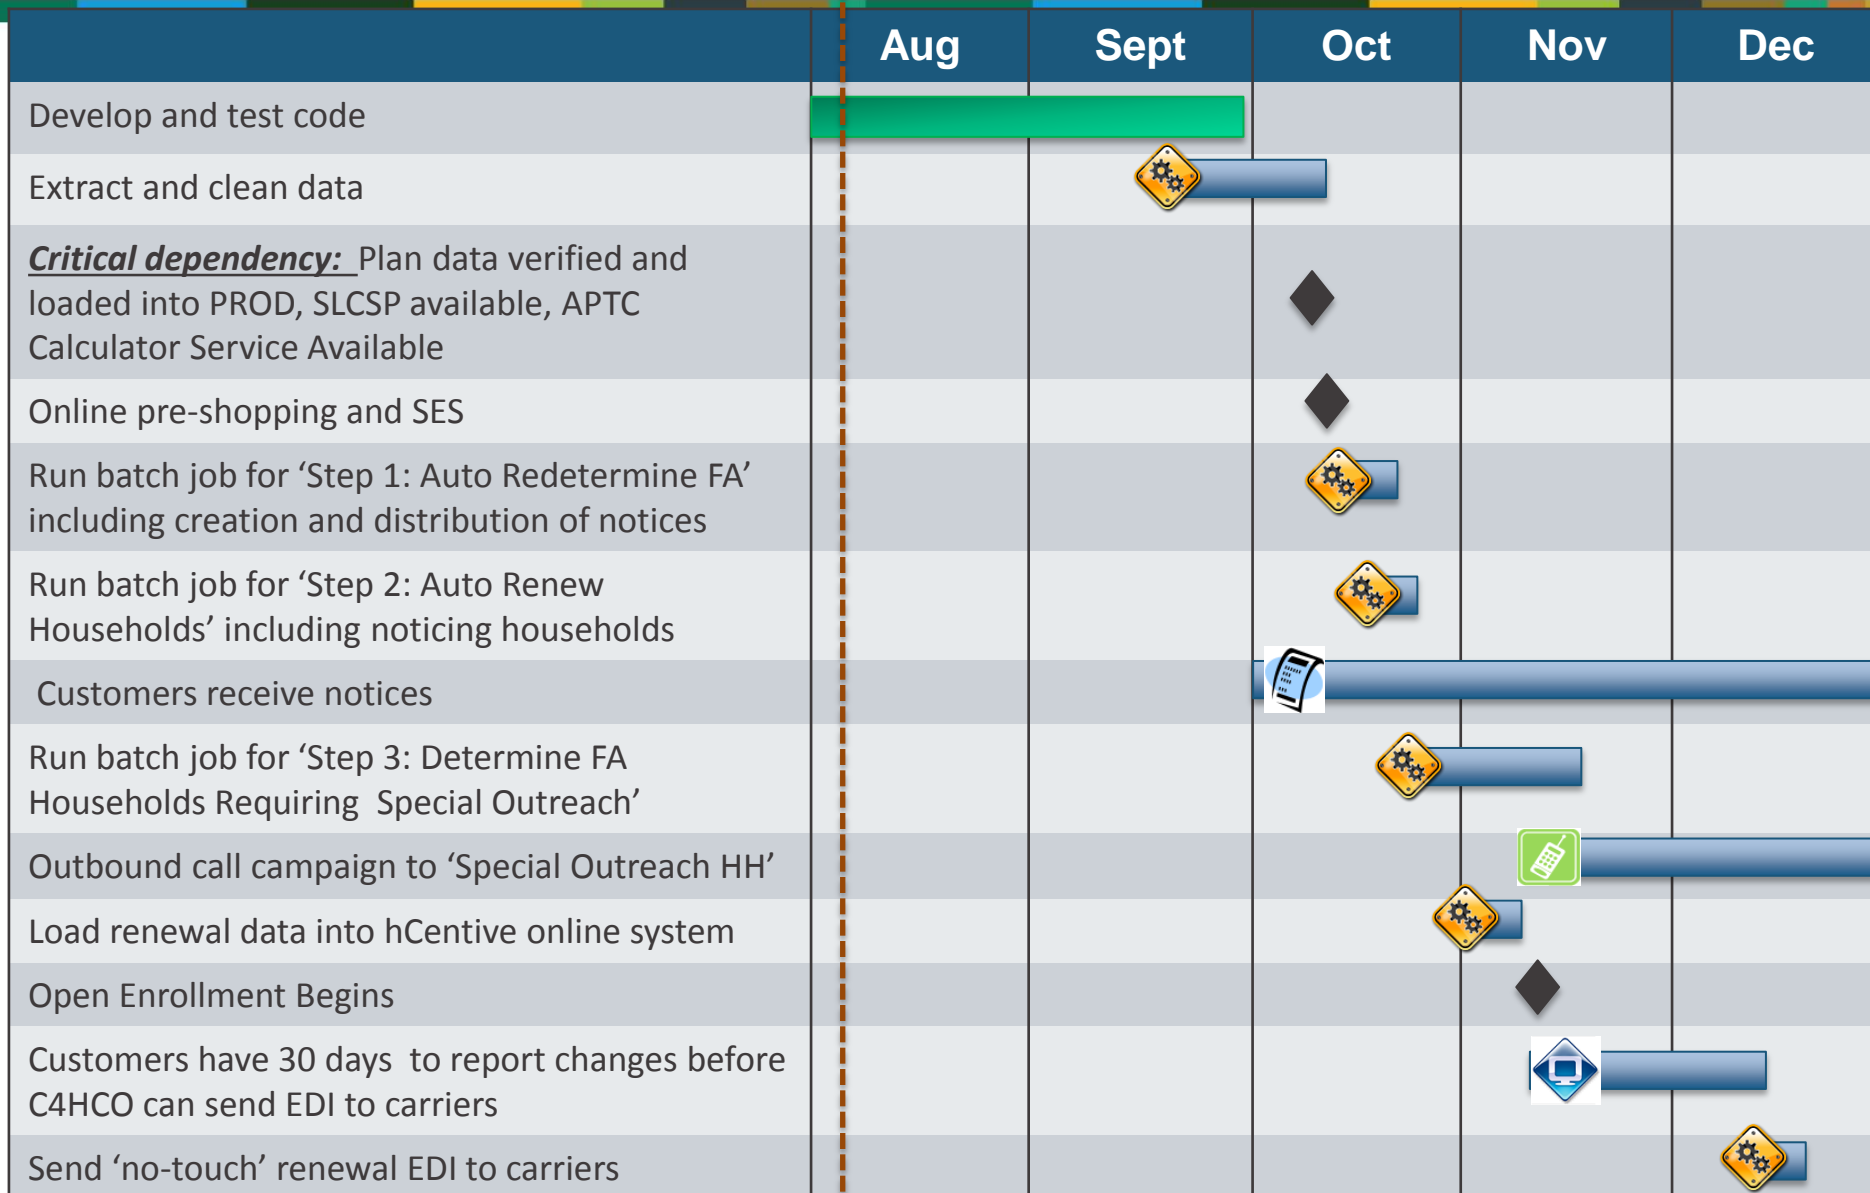 Aug Sept Oct Nov Dec
Develop and test code
Extract and clean data
Critical dependency: Plan data verified and
loaded into PROD, SLCSP available, APTC
Calculator Service Available
Online pre-shopping and SES
Run batch job for ‘Step 1: Auto Redetermine FA’
including creation and distribution of notices
Run batch job for ‘Step 2: Auto Renew
Households’ including noticing households
Customers receive notices
Run batch job for ‘Step 3: Determine FA
Households Requiring  Special Outreach’
Outbound call campaign to ‘Special Outreach HH’
Load renewal data into hCentive online system
Open Enrollment Begins
Customers have 30 days  to report changes before
C4HCO can send EDI to carriers
Send ‘no-touch’ renewal EDI to carriers